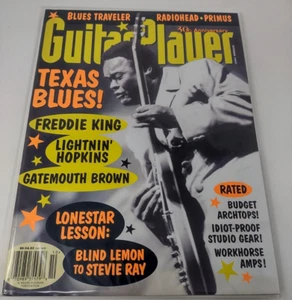 BLUES TRAVELER RADIOHEAD • PRIMUS
30th Anniversary
Guitar Player
TEXAS
BLUES!
FREDDIE KING
LIGHTNIN'
HOPKINS
GATEMOUTH BROWN
LONESTAR
LESSON:
BLIND LEMON
TO STEVIE RAY
RATED
BUDGET
ARCHTOPS!
IDIOT-PROOF
STUDIO GEAR!
WORKHORSE
AMPS!